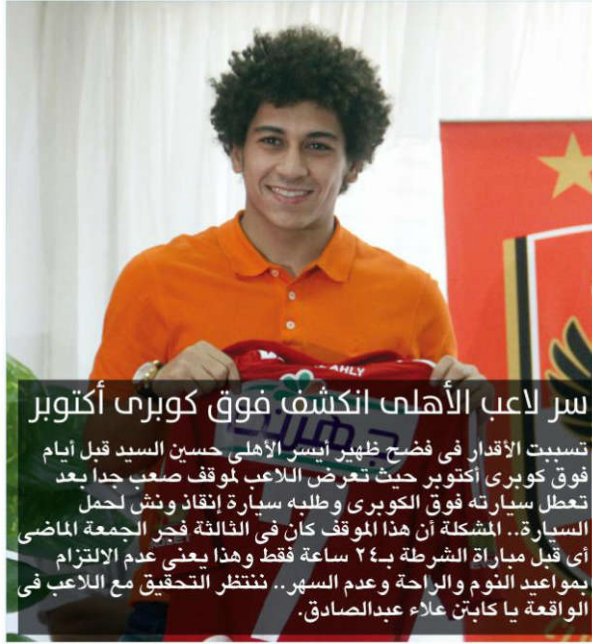 AHLY
جهينة
سر لاعب الأهلى انكشف فوق كوبرى أكتوبر
تسببت الأقدار فى فضح ظهير أيسر الأهلى حسين السيد قبل أيام
فوق كوبرى أكتوبر حيث تعرض اللاعب لموقف صعب جدا بعد
تعطل سيارته فوق الكوبرى وطلبه سيارة إنقاذ ونش لحمل
السيارة.. المشكلة أن هذا الموقف كان فى الثالثة فجر الجمعة الماضى
أى قبل مباراة الشرطة بـ٢٤ ساعة فقط وهذا يعنى عدم الالتزام
بمواعيد النوم والراحة وعدم السهر.. ننتظر التحقيق مع اللاعب فى
الواقعة يا كابتن علاء عبدالصادق.